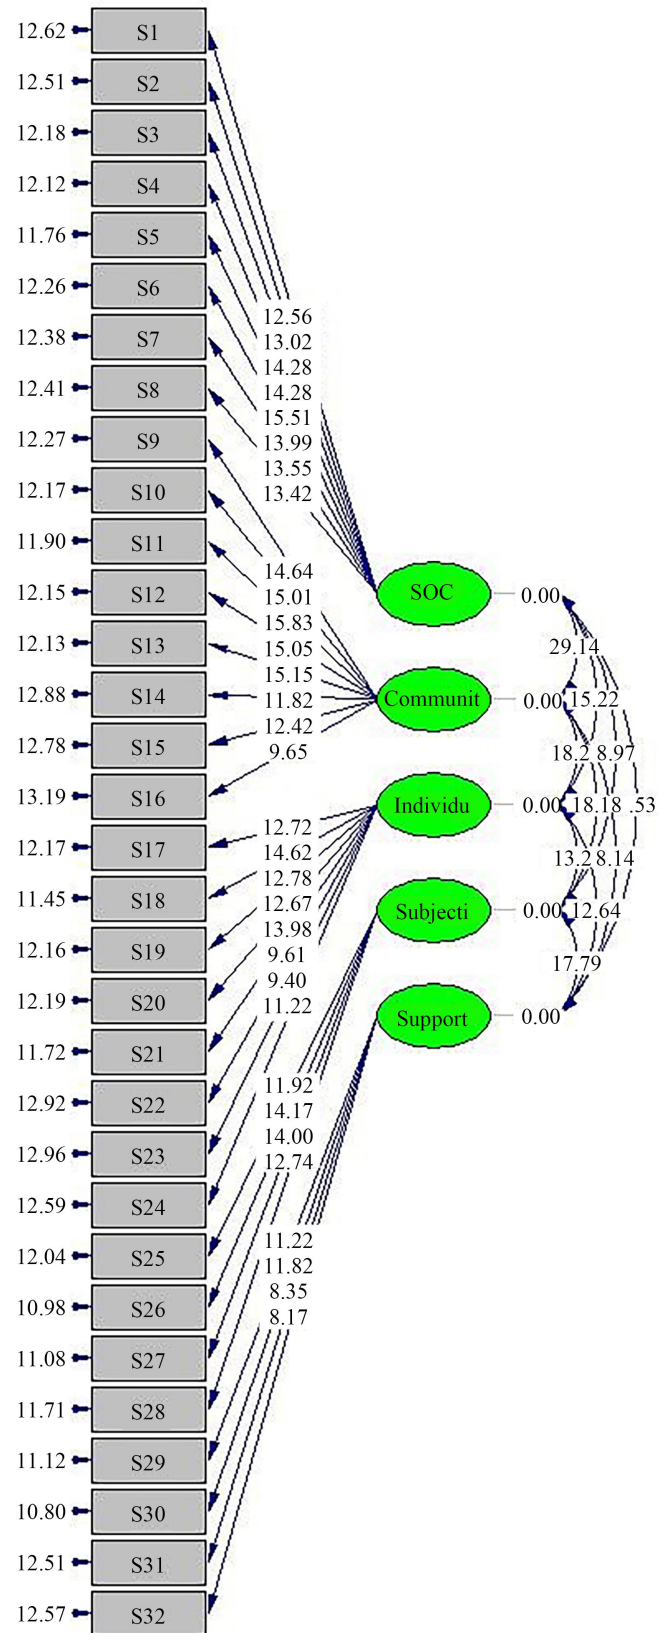 12.62 S1
12.51 S2
12.18 S3
12.12 S4
11.76 S5
12.26 S6
12.38 S7
12.41 S8
12.27 S9
12.17 S10
11.90 S11
12.15 S12
12.13 S13
12.88 S14
12.78 S15
13.19 S16
12.17 S17
11.45 S18
12.16 S19
12.19 S20
11.72 S21
12.92 S22
12.96 S23
12.59 S24
12.04 S25
10.98 S26
11.08 S27
11.71 S28
11.12 S29
10.80 S30
12.51 S31
12.57 S32
12.56
13.02
14.28
14.28
15.51
13.99
13.55
13.42
14.64
15.01
15.83
15.05
15.15
11.82
12.42
9.65
12.72
14.62
12.78
12.67
13.98
9.61
9.40
11.22
11.92
14.17
14.00
12.74
11.22
11.82
8.35
8.17
SOC 0.00
Communit 0.00
Individu 0.00
Subjecti 0.00
Support 0.00
29.14
15.22
18.2 8.97
18.18 .53
13.2 8.14
12.64
17.79